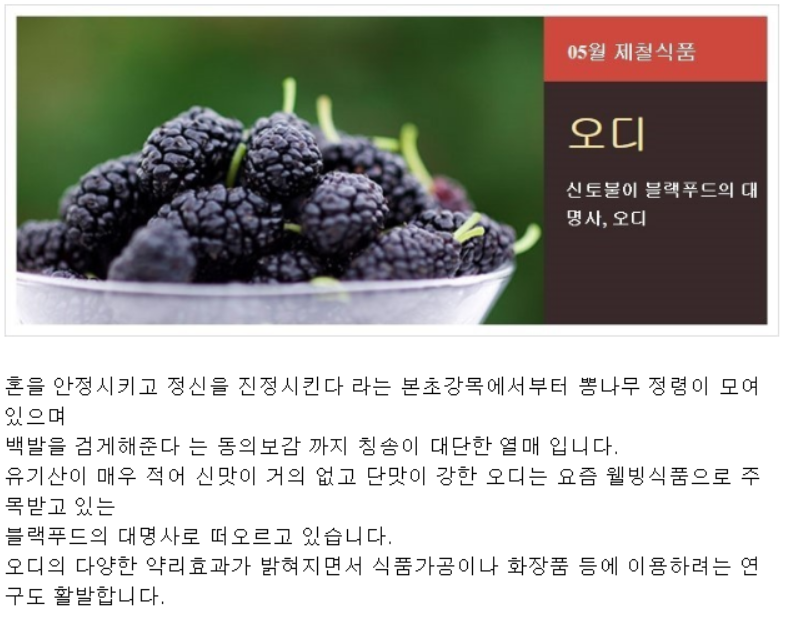 05월 제철식품
오디
신토불이 블랙푸드의 대
명사, 오디
혼을 안정시키고 정신을 진정시킨다 라는 본초강목에서부터 뽕나무 정령이 모여
있으며
백발을 검게해준다 는 동의보감 까지 칭송이 대단한 열매 입니다.
유기산이 매우 적어 신맛이 거의 없고 단맛이 강한 오디는 요즘 웰빙식품으로 주
목받고 있는
블랙푸드의 대명사로 떠오르고 있습니다.
오디의 다양한 약리효과가 밝혀지면서 식품가공이나 화장품 등에 이용하려는 연
구도 활발합니다.